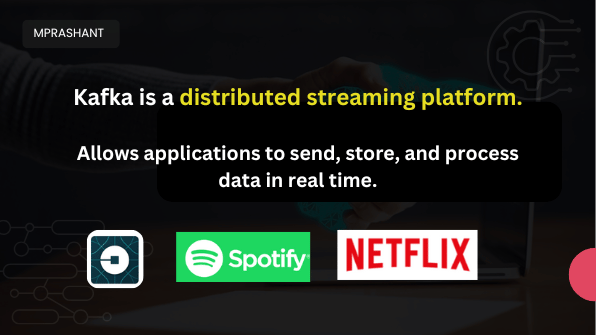 MPRASHANT
Kafka is a distributed streaming platform.
Allows applications to send, store, and process
data in real time.
Spotify
NETFLIX